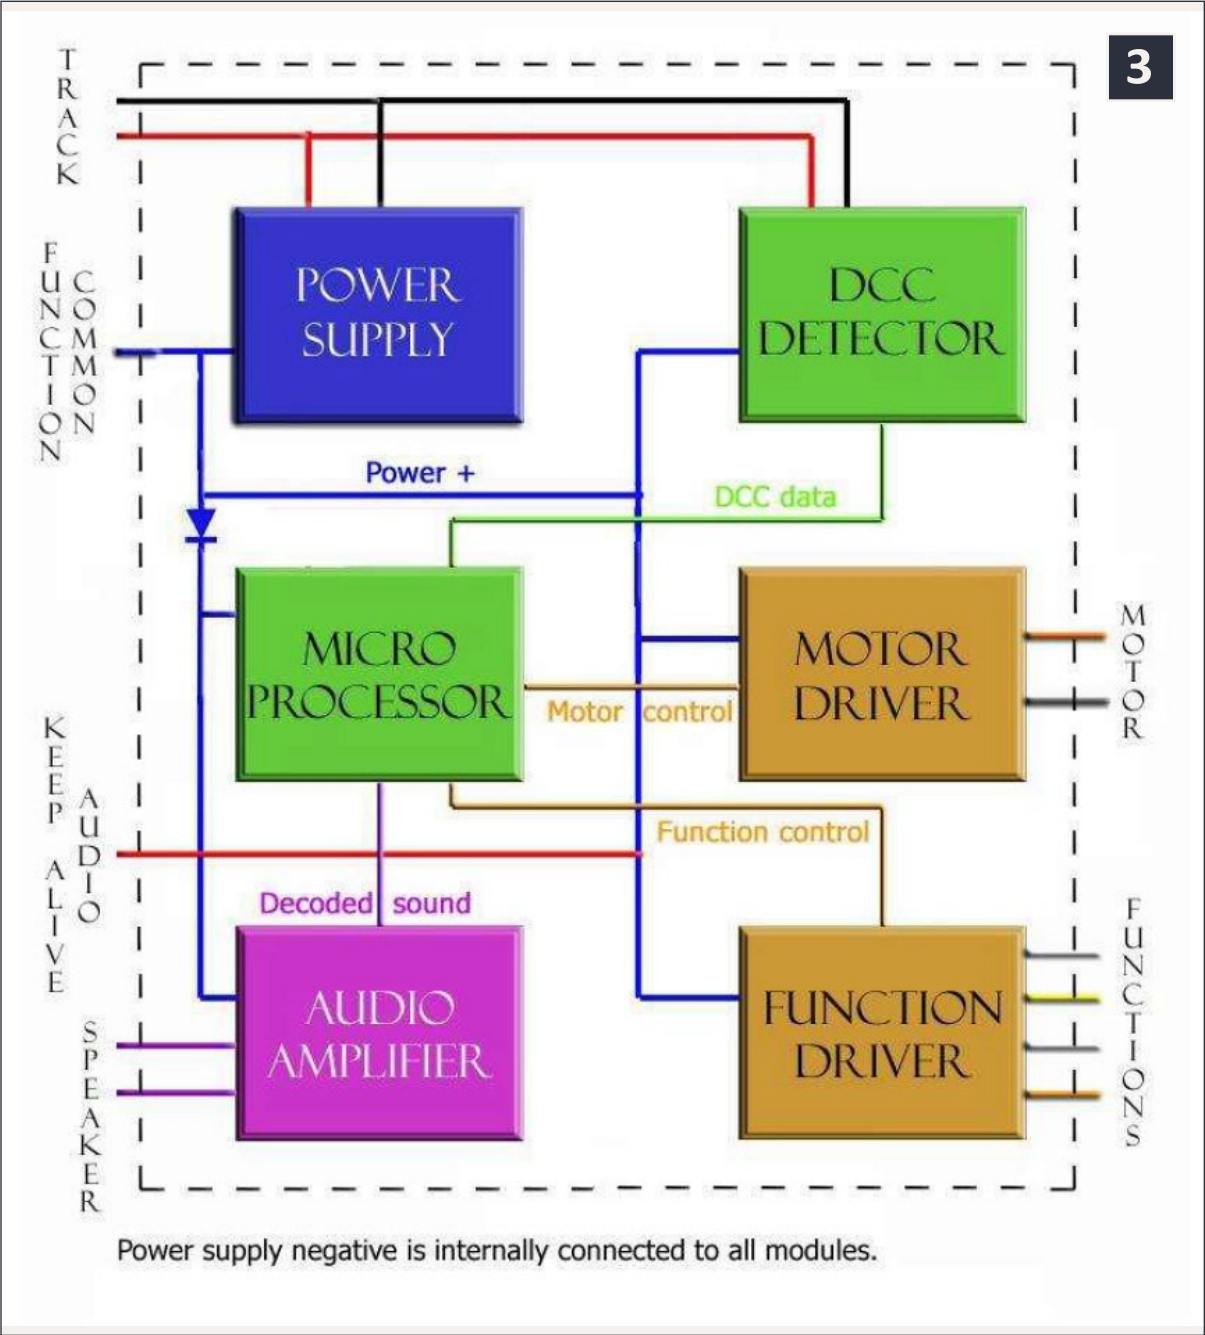 3
TRACK
FUNCTION
COMMON
POWER
SUPPLY
DCC
DETECTOR
Power +
DCC data
MICRO
PROCESSOR
MOTOR
DRIVER
MOTOR
Motor control
KEEP ALIVE
AUDIO
Function control
Decoded sound
AUDIO
AMPLIFIER
FUNCTION
DRIVER
FUNCTIONS
SPEAKER
Power supply negative is internally connected to all modules.